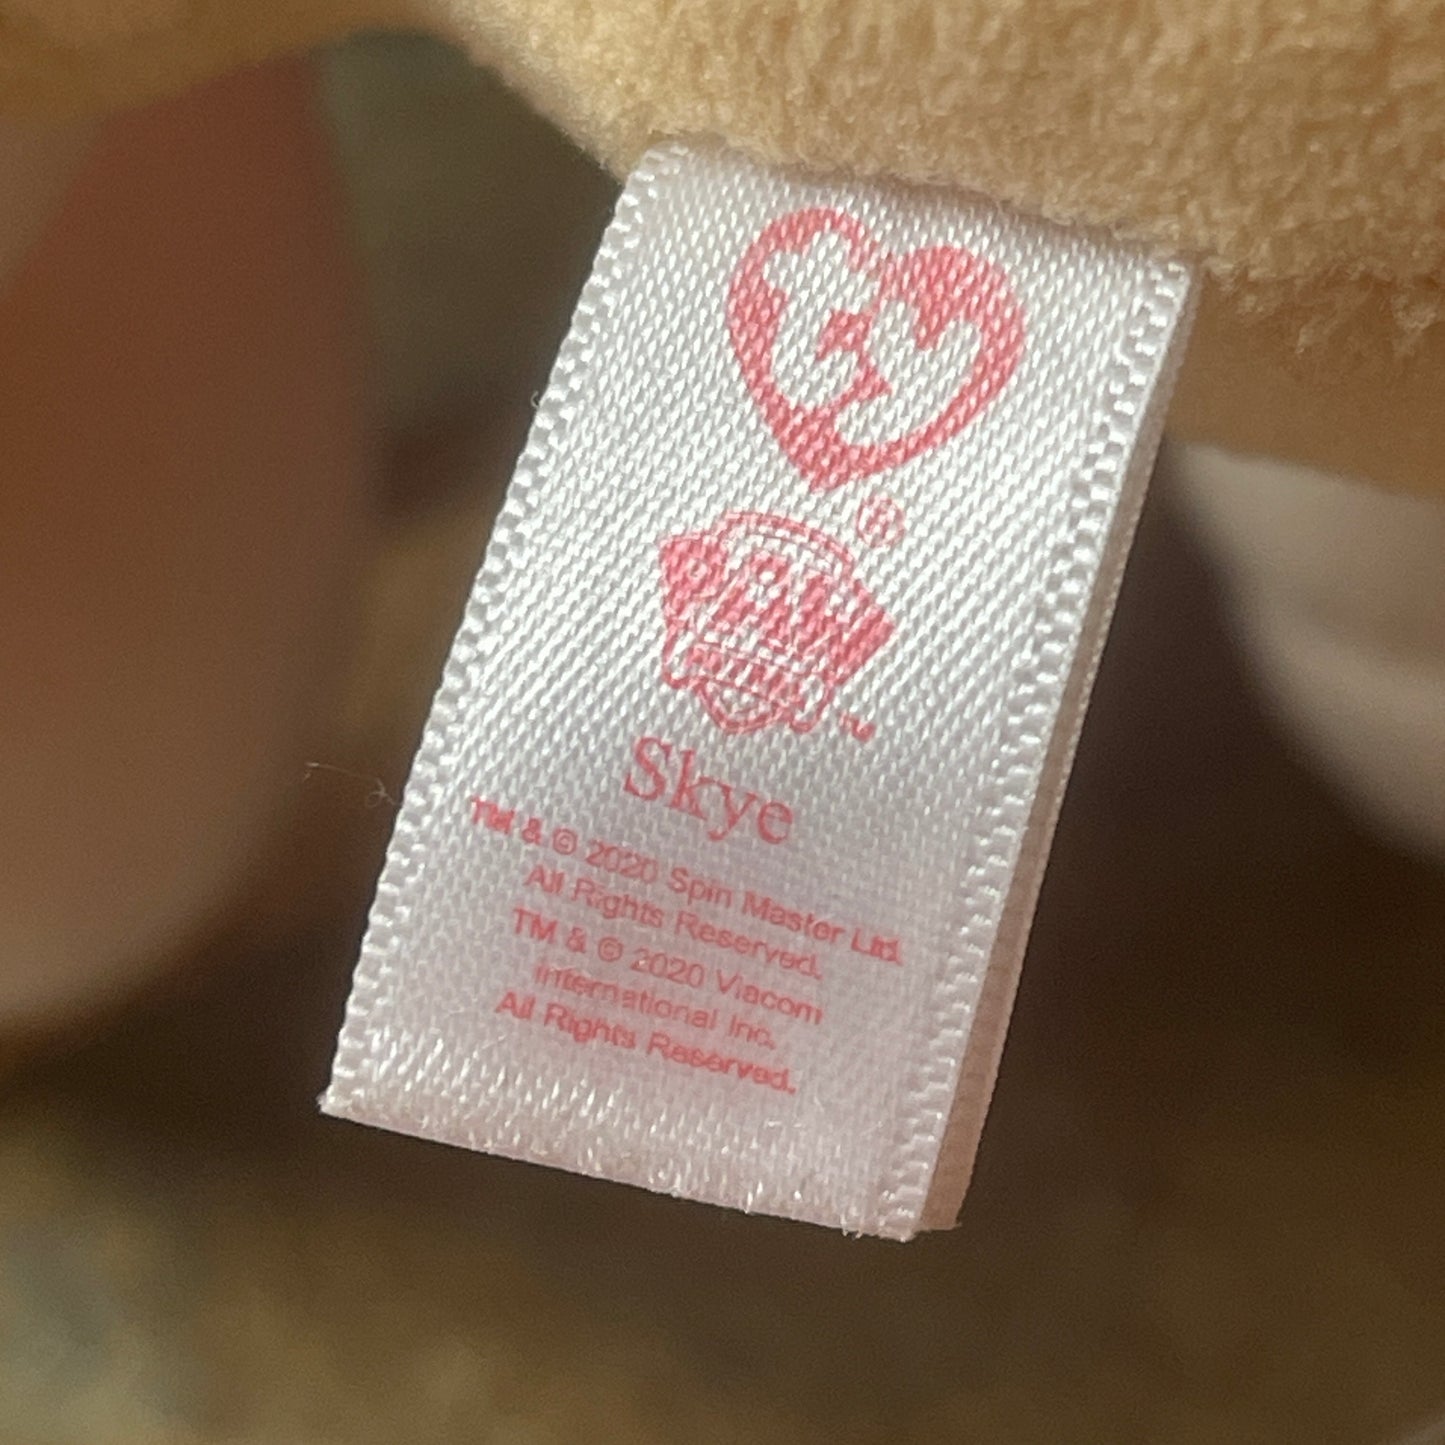 ty
®
PAW
PATROL
TM
Skye
TM & © 2020 Spin Master Ltd.
All Rights Reserved.
TM & © 2020 Viacom
International Inc.
All Rights Reserved.